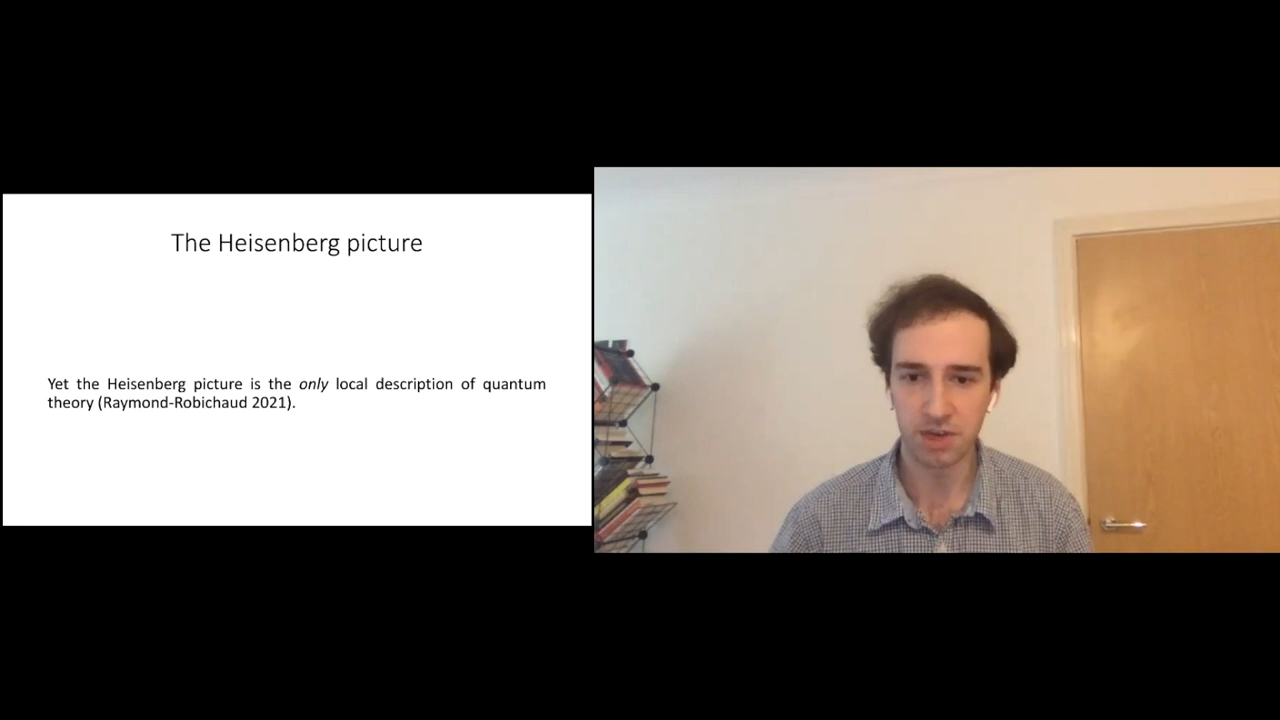 The Heisenberg picture
Yet the Heisenberg picture is the only local description of quantum
theory (Raymond-Robichaud 2021).